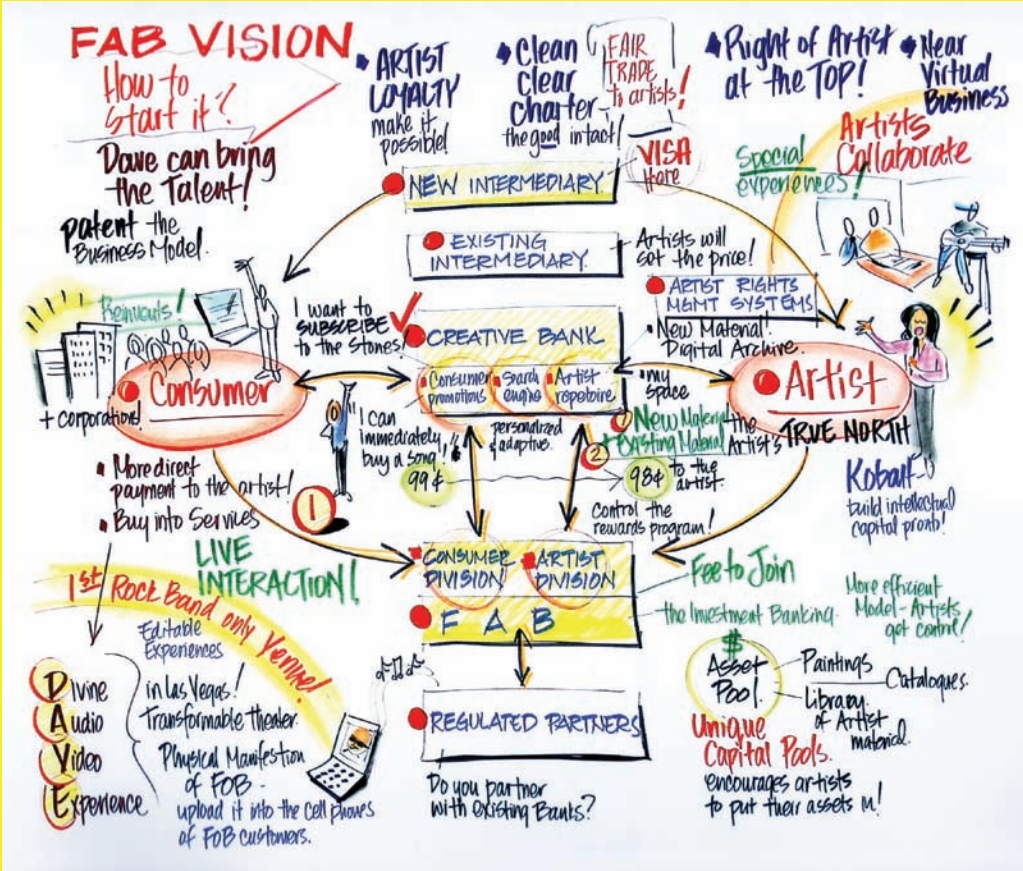 FAB VISION
How to
start it?
Dave can bring
the Talent!
patent the
Business Model.
ARTIST
LOYALTY
make it
possible!
Clean
clear
charter-
the good intact!
FAIR
TRADE
to artists!
Right of Artist
at the TOP!
Near
Virtual
Business
VISA
Here
NEW INTERMEDIARY
Special
experiences!
Artists
Collaborate
EXISTING
INTERMEDIARY
Artists will
set the price!
ARTIST RIGHTS
MGMT SYSTEMS
Reinvents!
I want to
SUBSCRIBE
to the Stones!
CREATIVE BANK
New Material!
Digital Archive.
Consumer
+ corporations!
Consumer
promotions
Search
engine
Artist
repetoire
my
space
Artist
I can
immediately
buy a song!!
personalized
& adaptive.
1
New Material
+ Existing Material
2
the
Artist's
TRUE NORTH
99¢
98¢
to the
artist.
Kobalt
build intellectual
capital pronto!
More direct
payment to the artist!
Buy into Services
1
Control the
rewards program!
LIVE
INTERACTION!
CONSUMER
DIVISION
ARTIST
DIVISION
FAB
Fee to Join
the Investment Banking
More efficient
Model - Artists
get control!
1st Rock Band only Venue!
Editable
Experiences
Divine
Audio
Video
Experience
in Las Vegas!
Transformable theater.
Physical Manifestion
of FOB -
upload it into the cell phones
of FOB customers.
REGULATED PARTNERS
Do you partner
with existing Banks?
$
Asset
Pool.
Paintings
Catalogues.
Library
of Artist
material.
Unique
Capital Pools.
encourages artists
to put their assets in!